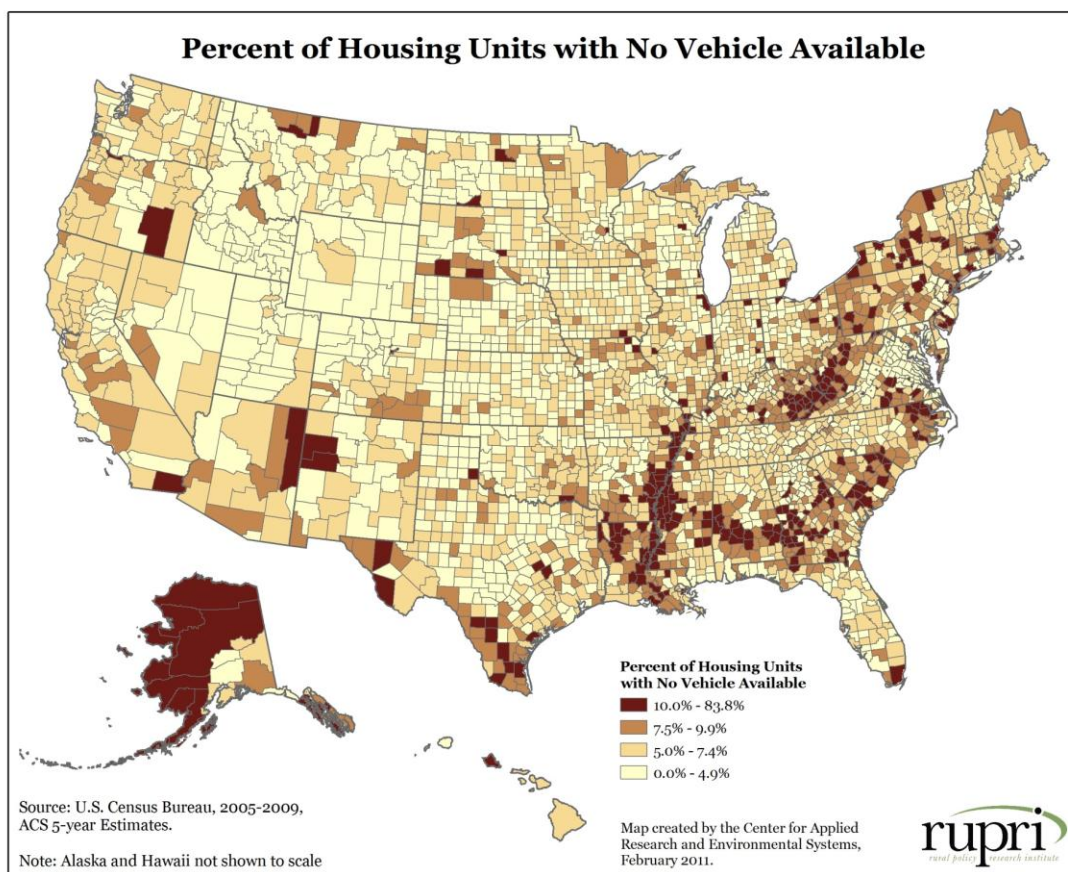 Percent of Housing Units with No Vehicle Available
Percent of Housing Units
with No Vehicle Available
10.0% - 83.8%
7.5% - 9.9%
5.0% - 7.4%
0.0% - 4.9%
Source: U.S. Census Bureau, 2005-2009,
ACS 5-year Estimates.
Note: Alaska and Hawaii not shown to scale
Map created by the Center for Applied
Research and Environmental Systems,
February 2011.
rupri
rural policy research institute